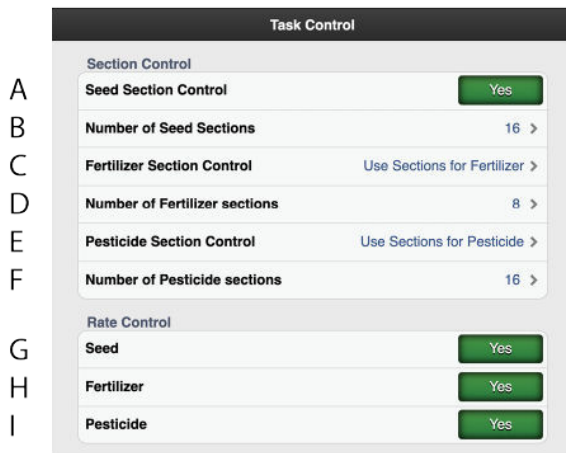 Task Control
Section Control
A Seed Section Control Yes
B Number of Seed Sections 16 >
C Fertilizer Section Control Use Sections for Fertilizer >
D Number of Fertilizer sections 8 >
E Pesticide Section Control Use Sections for Pesticide >
F Number of Pesticide sections 16 >
Rate Control
G Seed Yes
H Fertilizer Yes
I Pesticide Yes